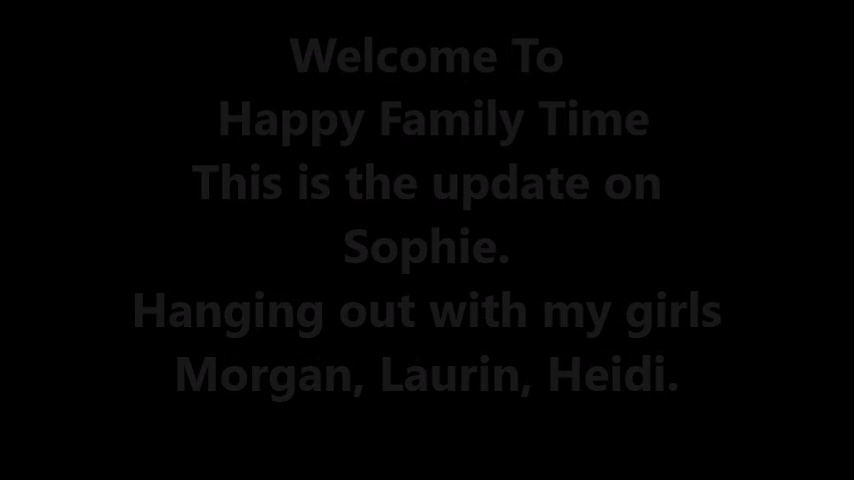 Welcome To
Happy Family Time
This is the update on
Sophie.
Hanging out with my girls
Morgan, Laurin, Heidi.